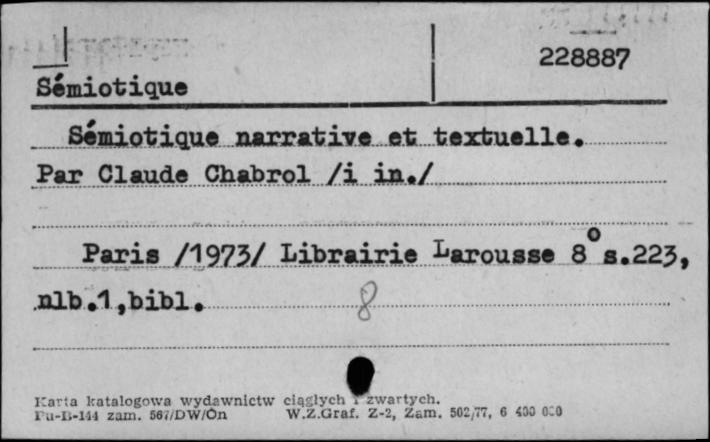 228887
Sémiotique
Sémiotique narrative et textuelle.
Par Claude Chabrol /i in./
Paris /1973/ Librairie Larousse 8° s.223,
nlb.1,bibl.
8
Karta katalogowa wydawnictw ciągłych i zwartych.
Pu-B-144 zam. 567/DW/On W.Z.Graf. Z-2, Zam. 502/77, 6 400 000